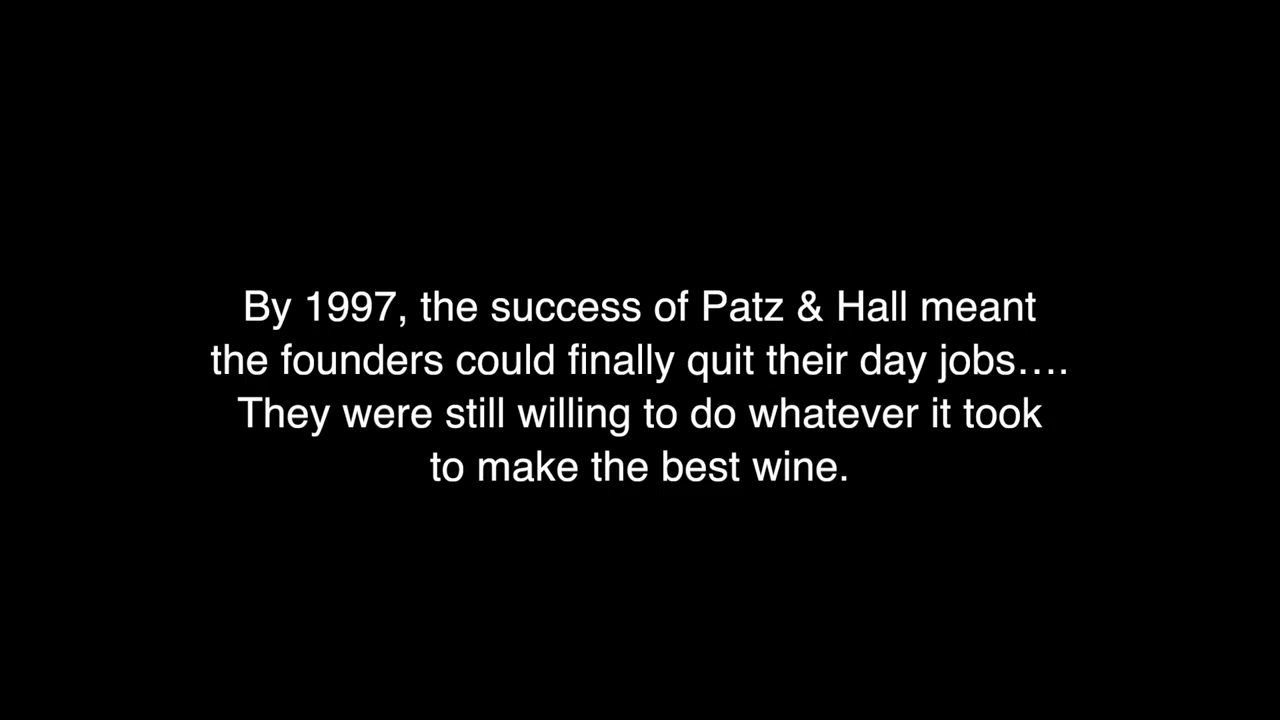 By 1997, the success of Patz & Hall meant
the founders could finally quit their day jobs….
They were still willing to do whatever it took
to make the best wine.